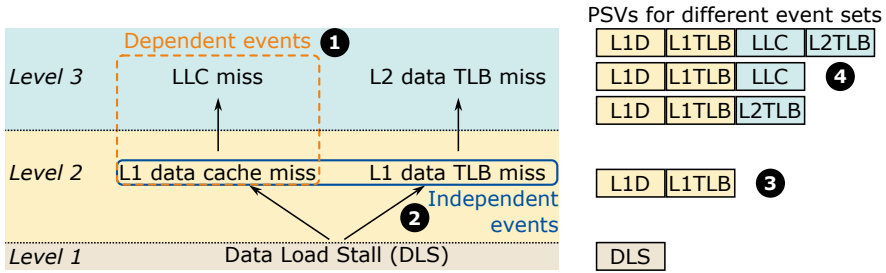 PSVs for different event sets
Dependent events 1
L1D L1TLB LLC L2TLB
Level 3 LLC miss L2 data TLB miss
L1D L1TLB LLC 4
L1D L1TLB L2TLB
Level 2 L1 data cache miss L1 data TLB miss
L1D L1TLB 3
2 Independent
events
Level 1 Data Load Stall (DLS)
DLS